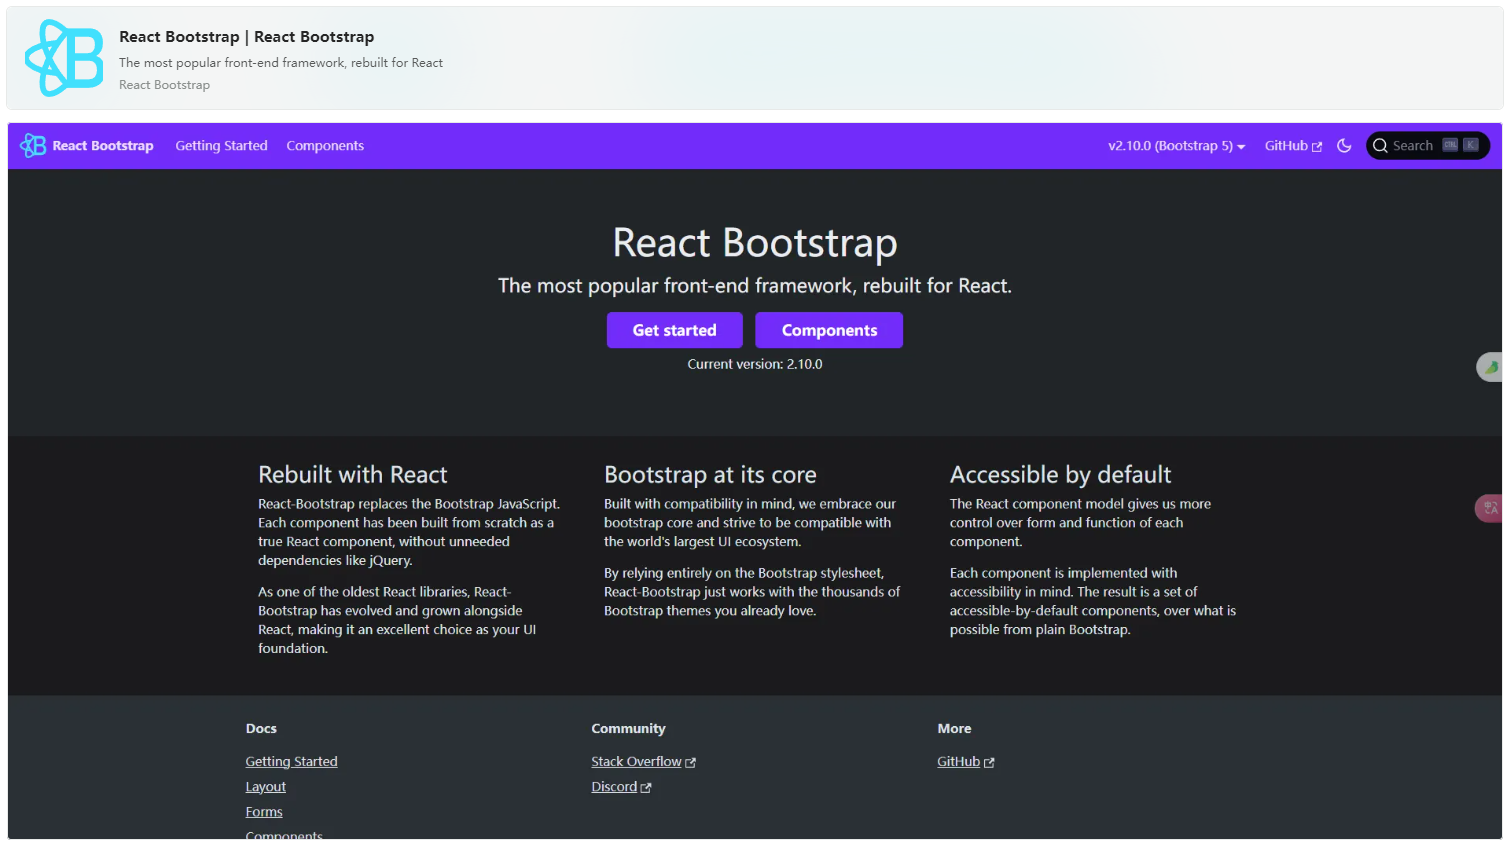 React Bootstrap | React Bootstrap
The most popular front-end framework, rebuilt for React
React Bootstrap
React Bootstrap
Getting Started
Components
v2.10.0 (Bootstrap 5)
GitHub
Search
CTRL K
React Bootstrap
The most popular front-end framework, rebuilt for React.
Get started
Components
Current version: 2.10.0
Rebuilt with React
React-Bootstrap replaces the Bootstrap JavaScript.
Each component has been built from scratch as a
true React component, without unneeded
dependencies like jQuery.
As one of the oldest React libraries, React-
Bootstrap has evolved and grown alongside
React, making it an excellent choice as your UI
foundation.
Bootstrap at its core
Built with compatibility in mind, we embrace our
bootstrap core and strive to be compatible with
the world's largest UI ecosystem.
By relying entirely on the Bootstrap stylesheet,
React-Bootstrap just works with the thousands of
Bootstrap themes you already love.
Accessible by default
The React component model gives us more
control over form and function of each
component.
Each component is implemented with
accessibility in mind. The result is a set of
accessible-by-default components, over what is
possible from plain Bootstrap.
Docs
Getting Started
Layout
Forms
Components
Community
Stack Overflow
Discord
More
GitHub